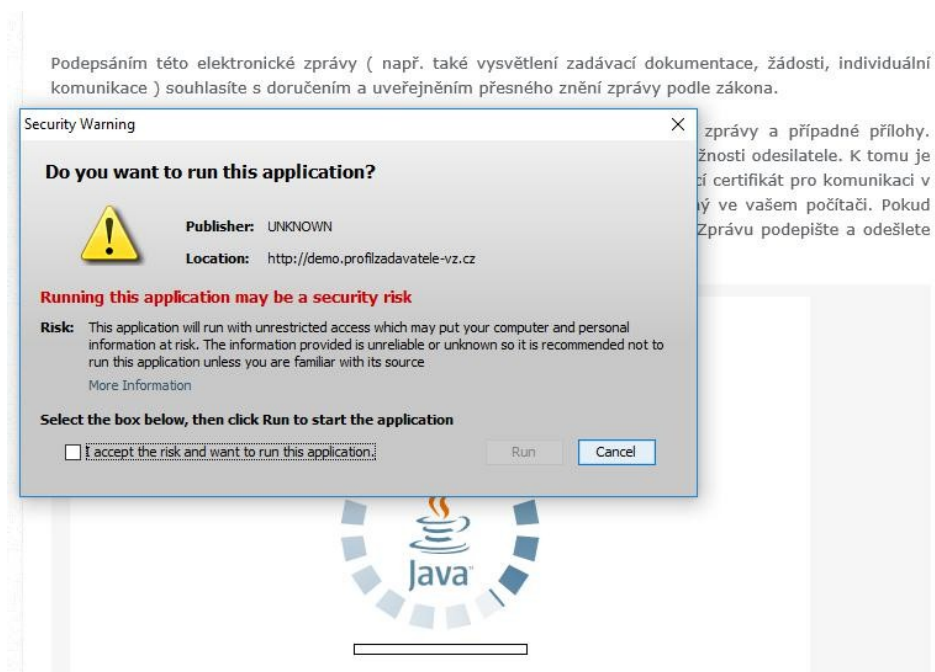 Podepsáním této elektronické zprávy ( např. také vysvětlení zadávací dokumentace, žádosti, individuální
komunikace ) souhlasíte s doručením a uveřejněním přesného znění zprávy podle zákona.
zprávy a případné přílohy.
žnosti odesilatele. K tomu je
cí certifikát pro komunikaci v
ný ve vašem počítači. Pokud
Zprávu podepište a odešlete
Security Warning
Do you want to run this application?
Publisher: UNKNOWN
Location: http://demo.profilzadavatele-vz.cz
Running this application may be a security risk
Risk: This application will run with unrestricted access which may put your computer and personal
information at risk. The information provided is unreliable or unknown so it is recommended not to
run this application unless you are familiar with its source
More Information
Select the box below, then click Run to start the application
I accept the risk and want to run this application.
Run
Cancel
Java